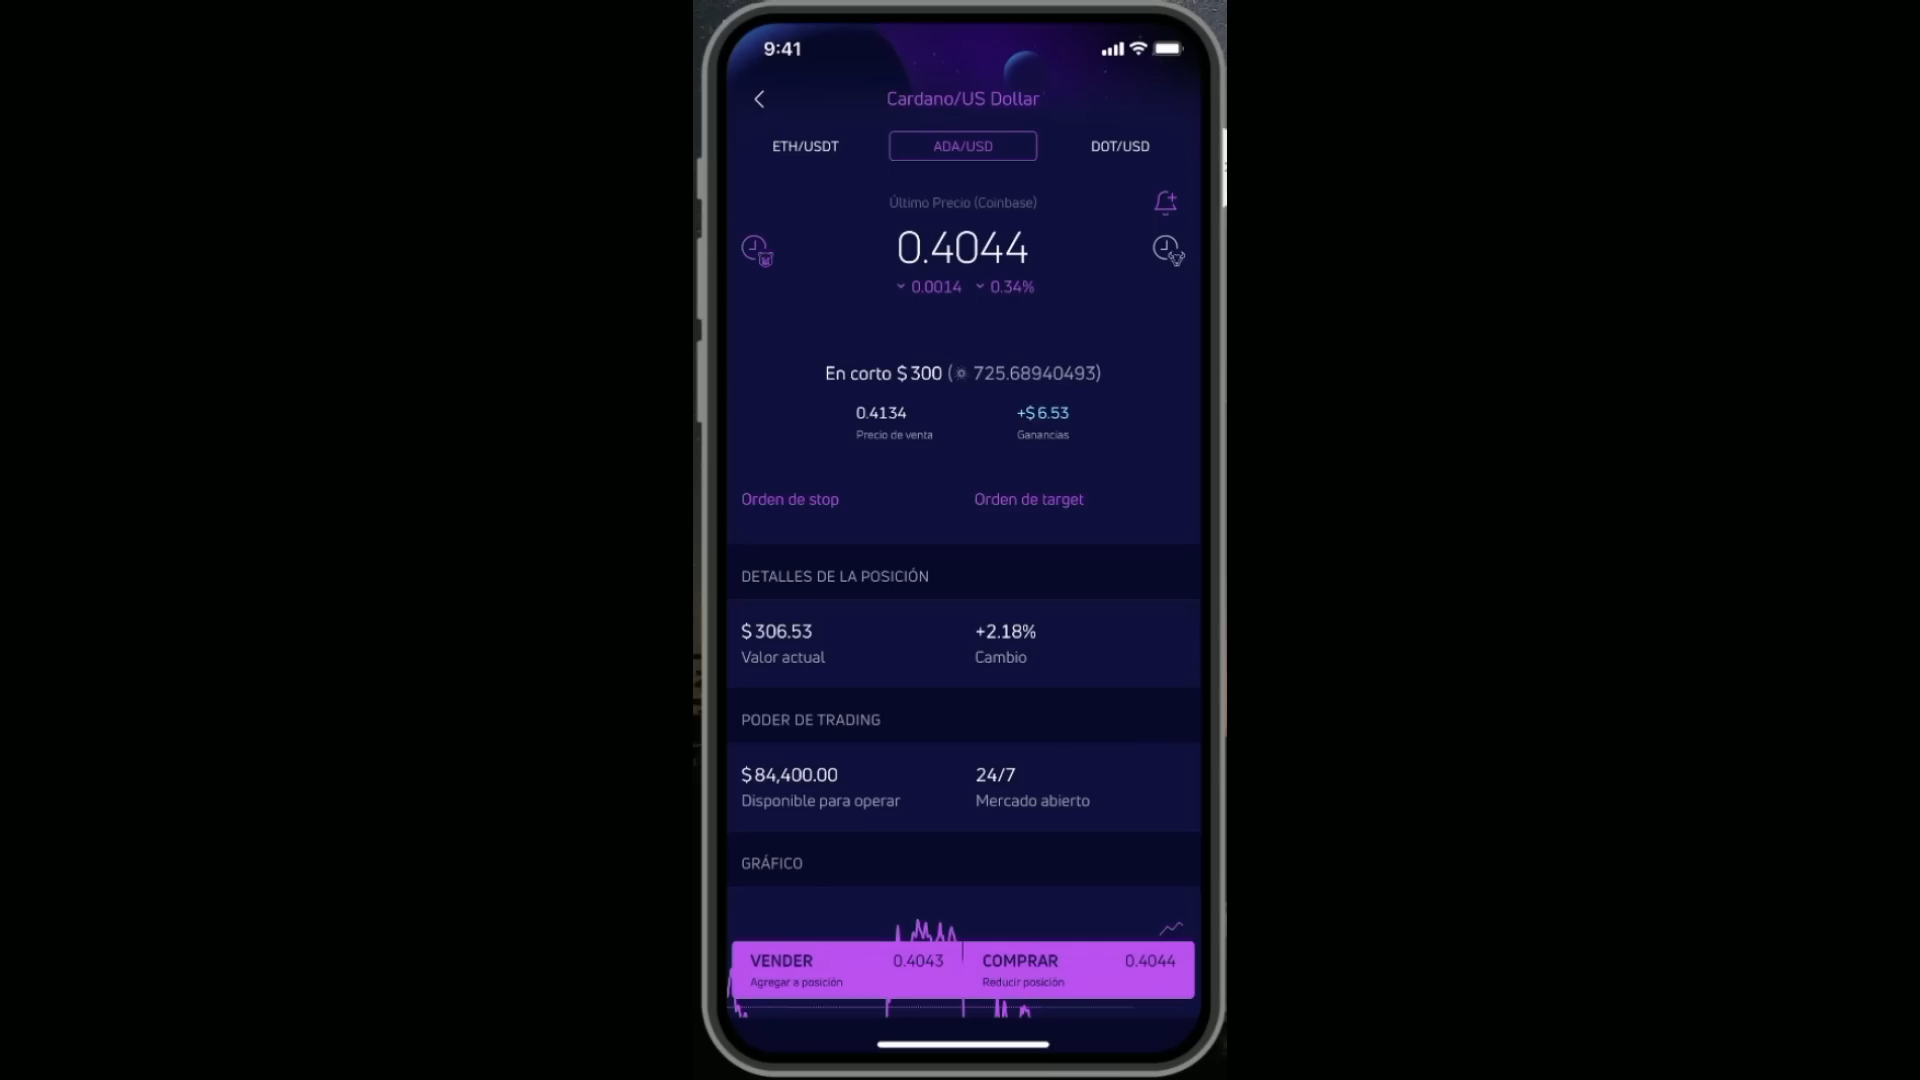 9:41
Cardano/US Dollar
ETH/USDT
ADA/USD
DOT/USD
Último Precio (Coinbase)
0.4044
0.0014 0.34%
En corto $300 (725.68940493)
0.4134
Precio de venta
+$6.53
Ganancias
Orden de stop
Orden de target
DETALLES DE LA POSICIÓN
$306.53
Valor actual
+2.18%
Cambio
PODER DE TRADING
$84,400.00
Disponible para operar
24/7
Mercado abierto
GRÁFICO
VENDER 0.4043
Agregar a posición
COMPRAR 0.4044
Reducir posición